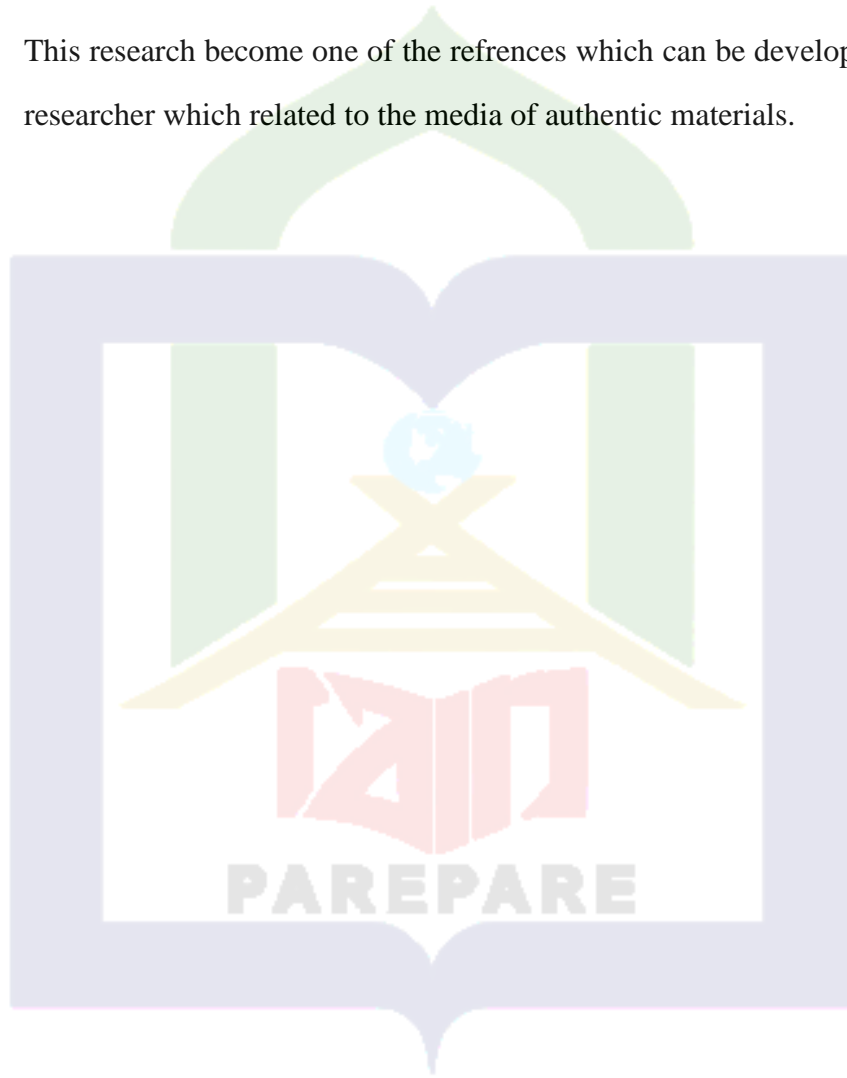 This research become one of the refrences which can be develop
researcher which related to the media of authentic materials.
iain
PAREPARE